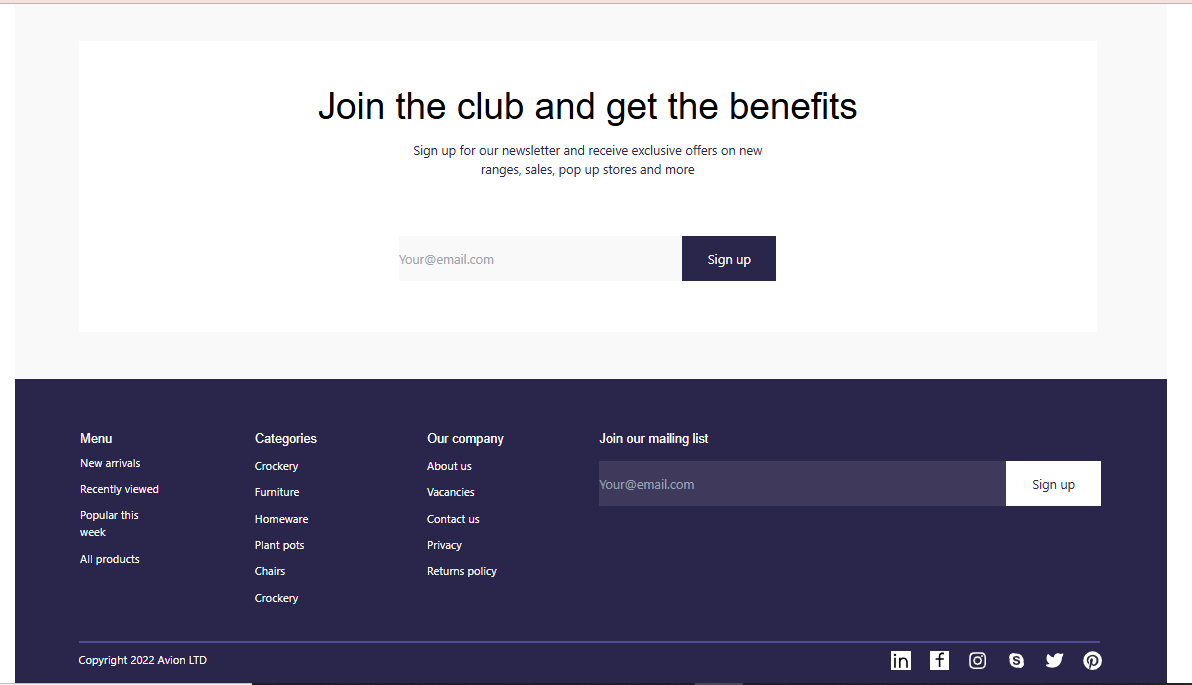 Join the club and get the benefits
Sign up for our newsletter and receive exclusive offers on new
ranges, sales, pop up stores and more
Your@email.com
Sign up
Menu
New arrivals
Recently viewed
Popular this
week
All products
Categories
Crockery
Furniture
Homeware
Plant pots
Chairs
Crockery
Our company
About us
Vacancies
Contact us
Privacy
Returns policy
Join our mailing list
Your@email.com
Sign up
Copyright 2022 Avion LTD